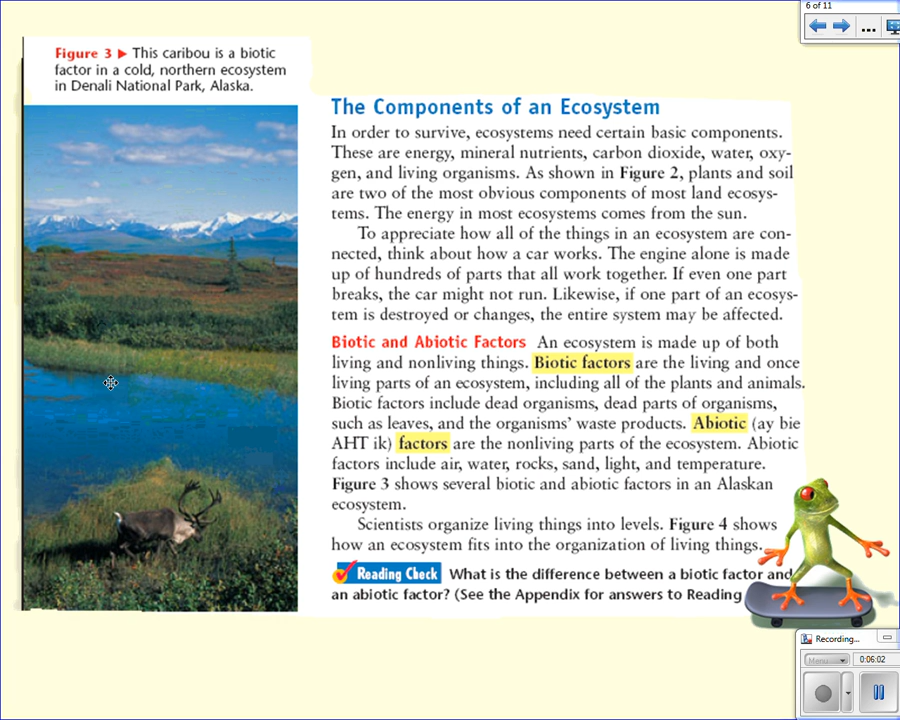 6 of 11
Figure 3 ▶ This caribou is a biotic
factor in a cold, northern ecosystem
in Denali National Park, Alaska.
The Components of an Ecosystem
In order to survive, ecosystems need certain basic components.
These are energy, mineral nutrients, carbon dioxide, water, oxy-
gen, and living organisms. As shown in Figure 2, plants and soil
are two of the most obvious components of most land ecosys-
tems. The energy in most ecosystems comes from the sun.
To appreciate how all of the things in an ecosystem are con-
nected, think about how a car works. The engine alone is made
up of hundreds of parts that all work together. If even one part
breaks, the car might not run. Likewise, if one part of an ecosys-
tem is destroyed or changes, the entire system may be affected.
Biotic and Abiotic Factors An ecosystem is made up of both
living and nonliving things. Biotic factors are the living and once
living parts of an ecosystem, including all of the plants and animals.
Biotic factors include dead organisms, dead parts of organisms,
such as leaves, and the organisms' waste products. Abiotic (ay bie
AHT ik) factors are the nonliving parts of the ecosystem. Abiotic
factors include air, water, rocks, sand, light, and temperature.
Figure 3 shows several biotic and abiotic factors in an Alaskan
ecosystem.
Scientists organize living things into levels. Figure 4 shows
how an ecosystem fits into the organization of living things.
Reading Check What is the difference between a biotic factor and
an abiotic factor? (See the Appendix for answers to Reading
Recording...
Menu
0:06:02